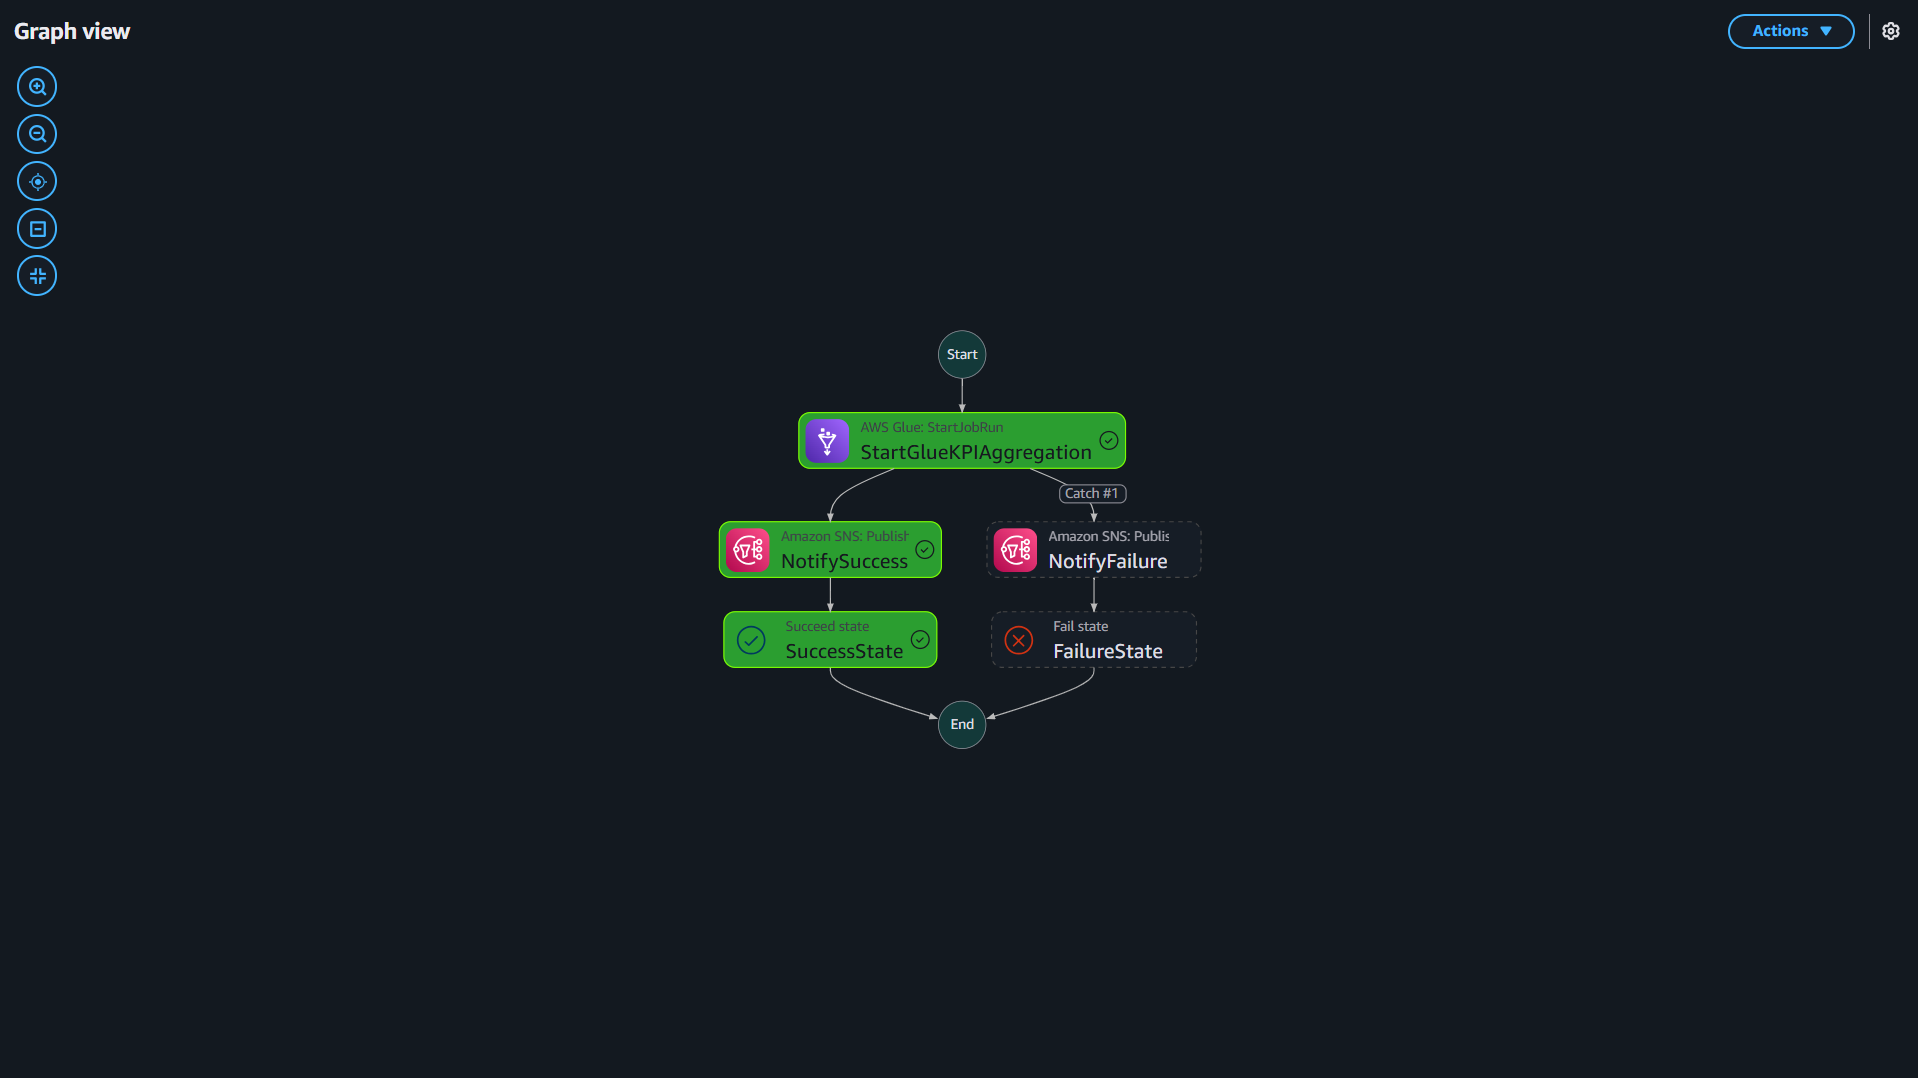 Graph view
Actions
Start
AWS Glue: StartJobRun
StartGlueKPIAggregation
Catch #1
Amazon SNS: Publish
NotifySuccess
Amazon SNS: Publis
NotifyFailure
Succeed state
SuccessState
Fail state
FailureState
End